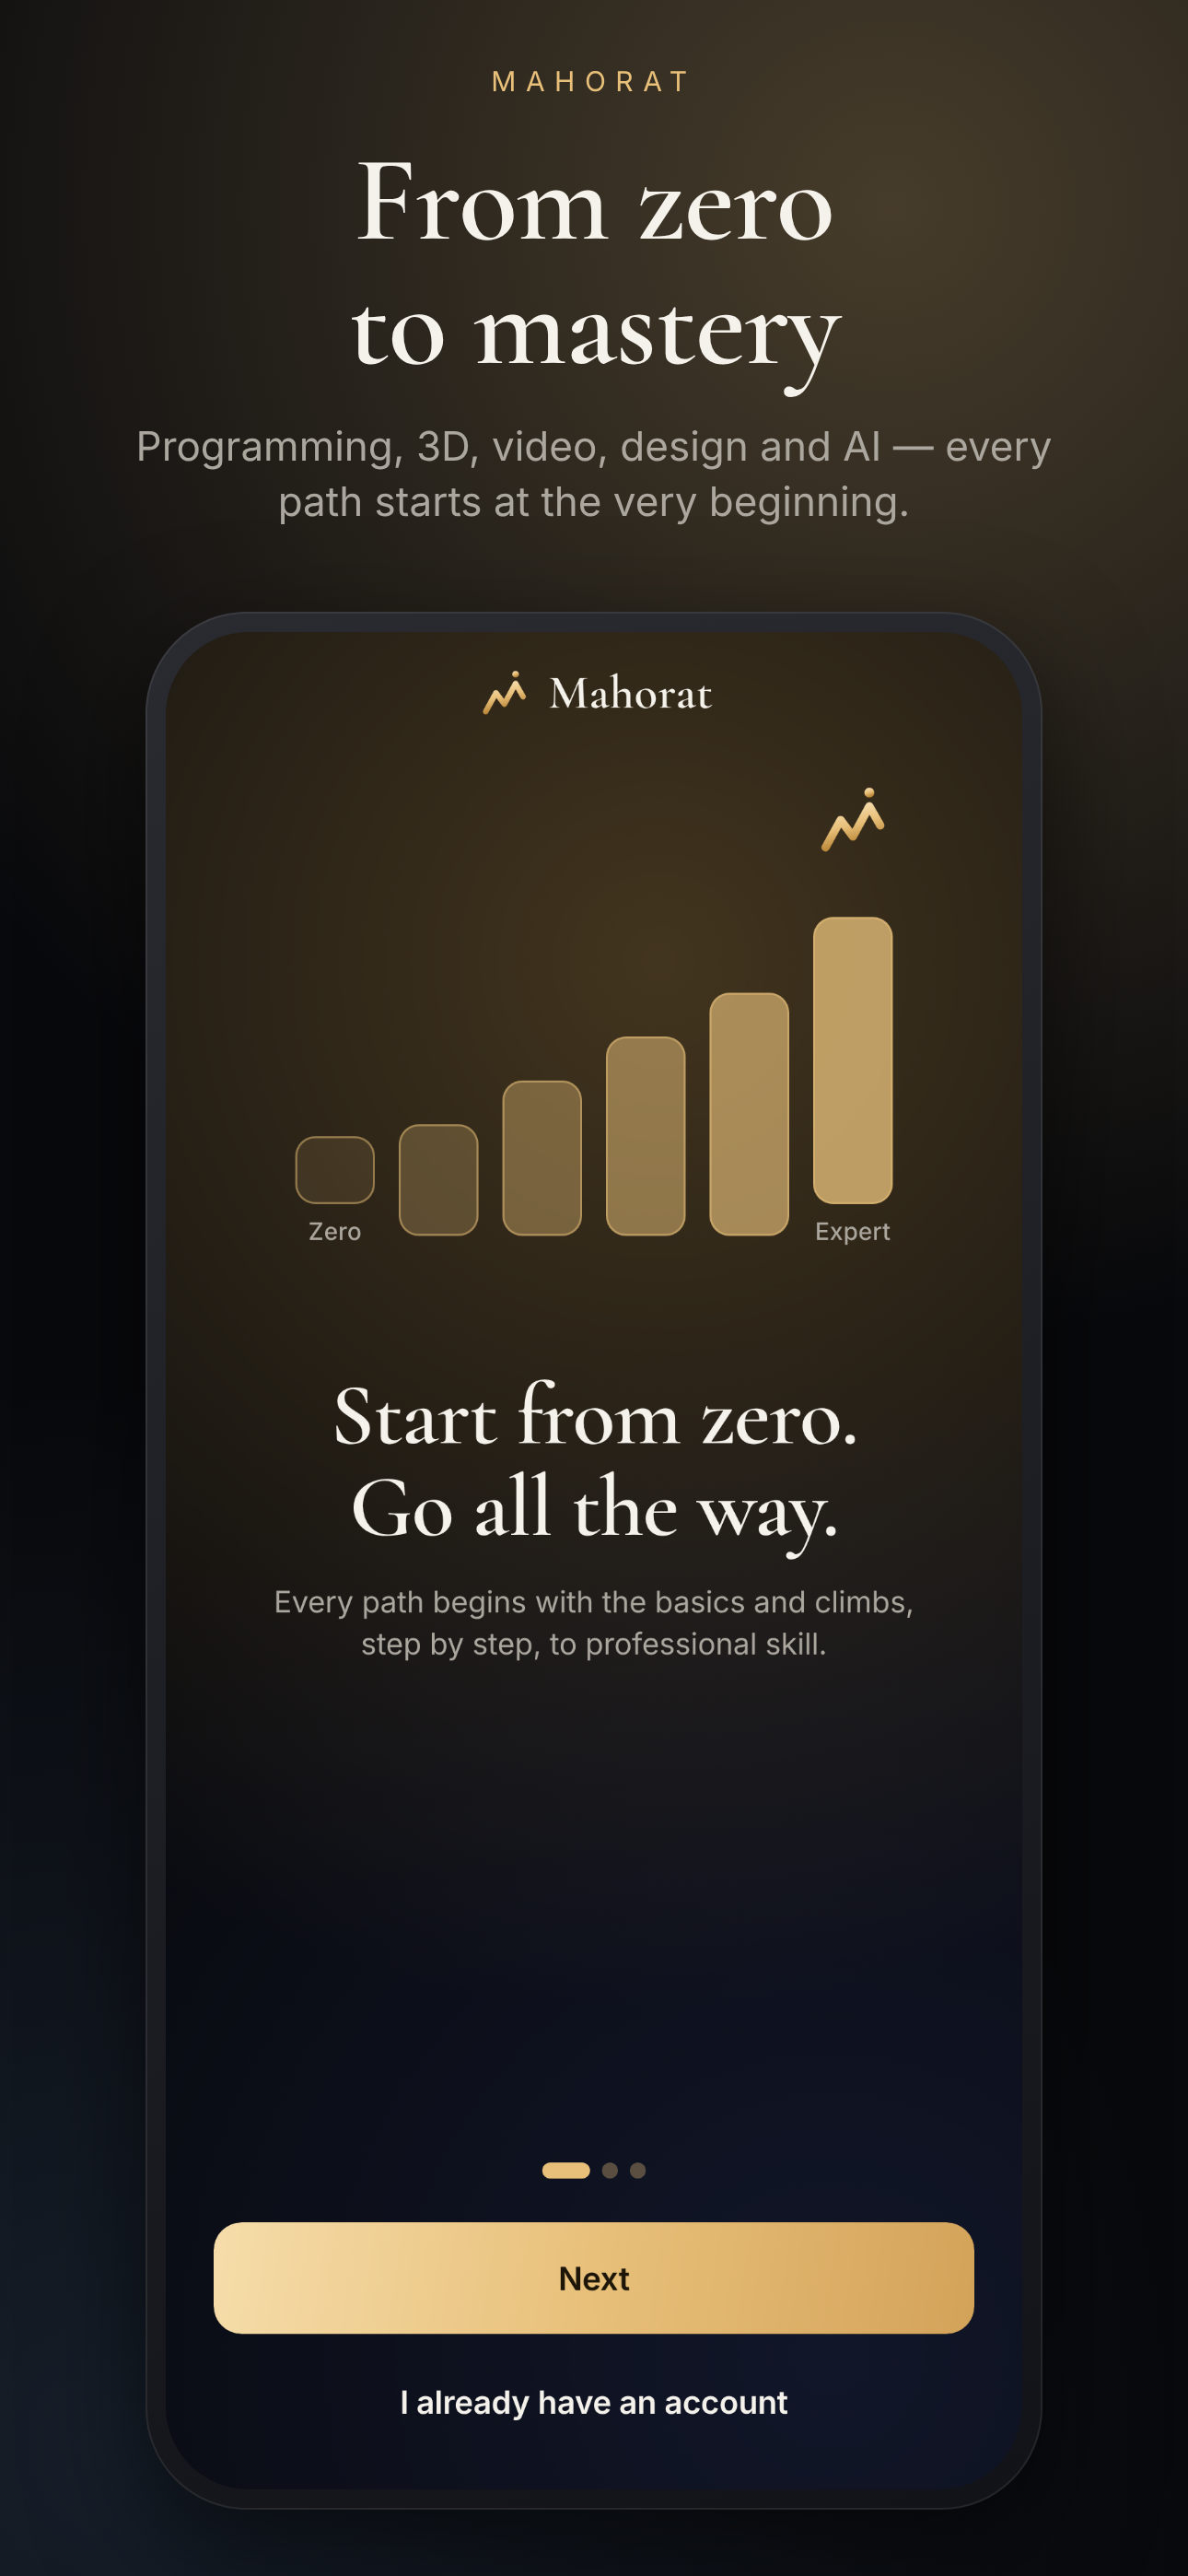 MAHORAT
From zero
to mastery
Programming, 3D, video, design and AI — every
path starts at the very beginning.
Mahorat
Zero
Expert
Start from zero.
Go all the way.
Every path begins with the basics and climbs,
step by step, to professional skill.
Next
I already have an account